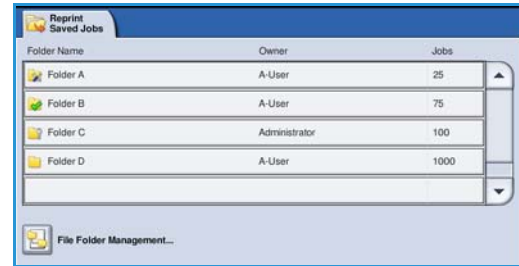 Reprint
Saved Jobs
Folder Name Owner Jobs
Folder A A-User 25
Folder B A-User 75
Folder C Administrator 100
Folder D A-User 1000
File Folder Management...